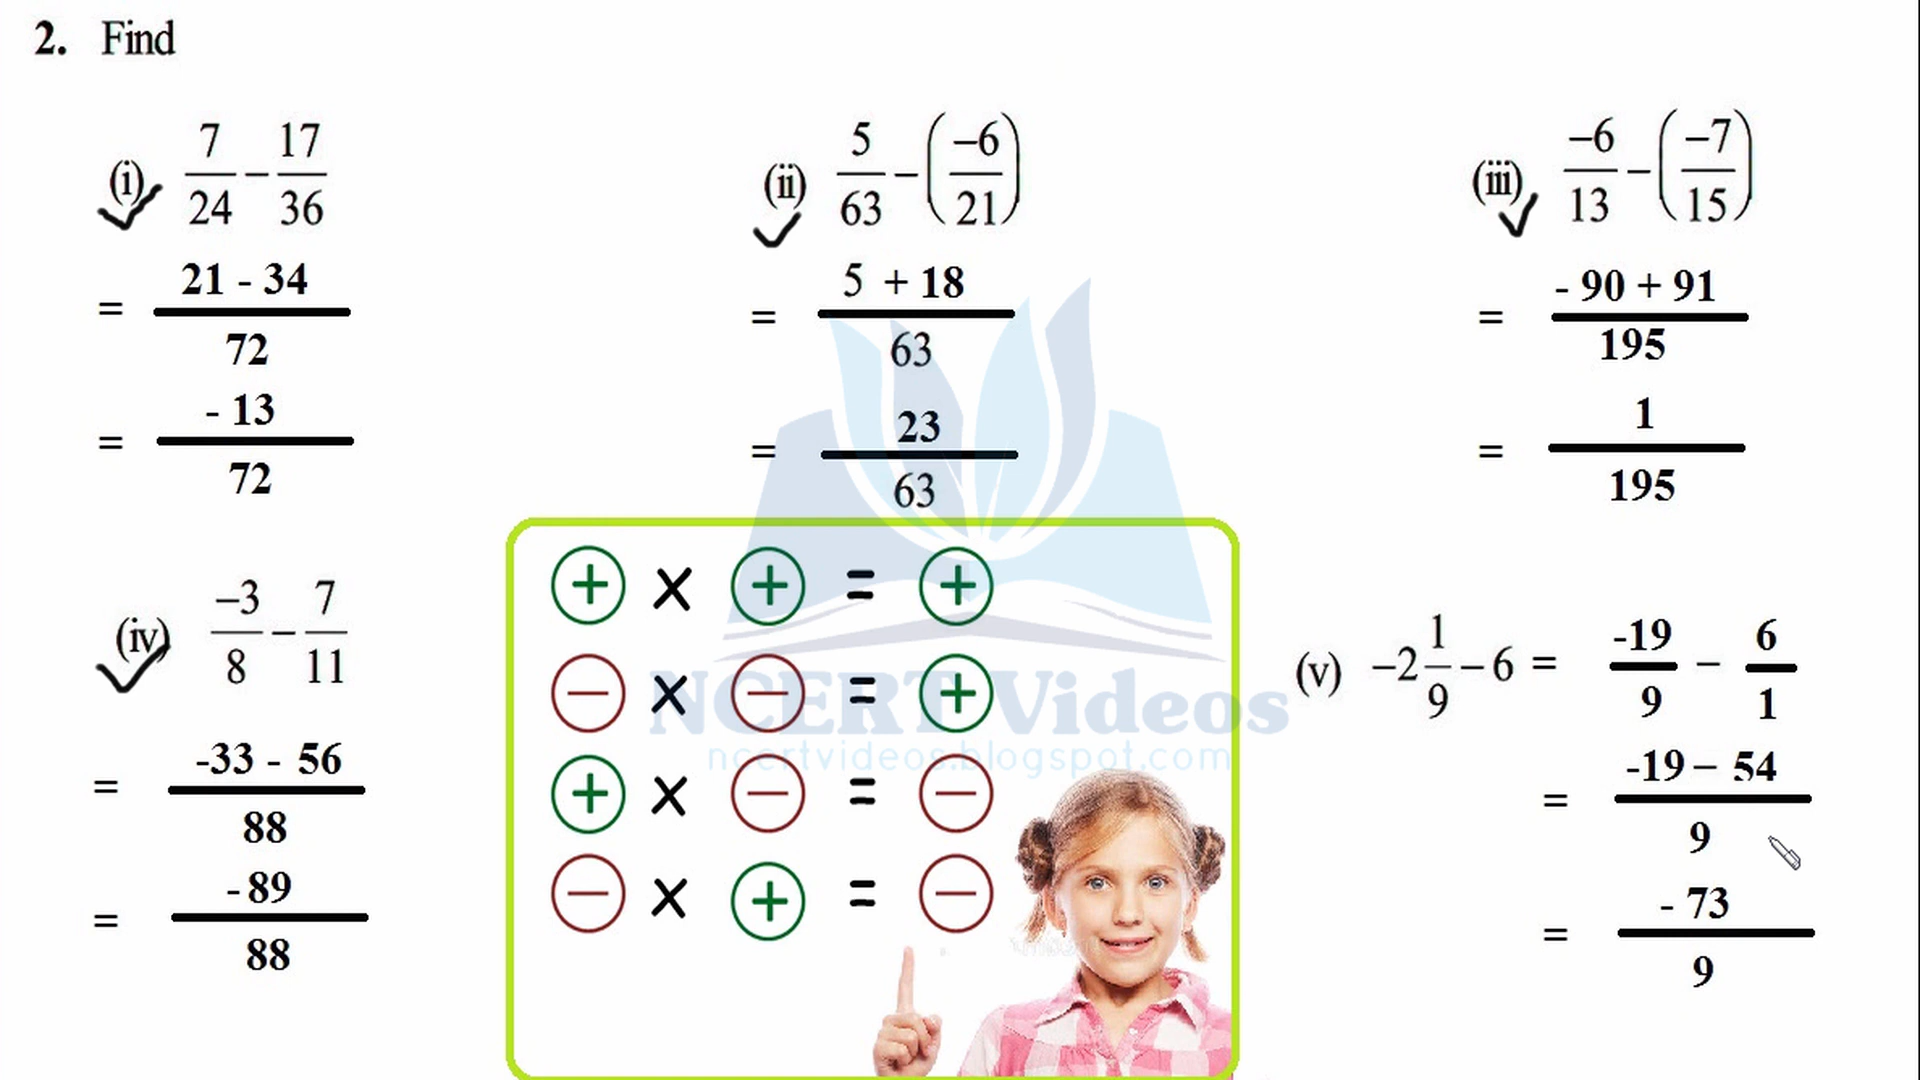 2. Find
(i) 7/24 − 17/36
= 21 - 34 / 72
= - 13 / 72
(ii) 5/63 − (−6/21)
= 5 + 18 / 63
= 23 / 63
(iii) −6/13 − (−7/15)
= - 90 + 91 / 195
= 1 / 195
(iv) −3/8 − 7/11
= -33 - 56 / 88
= - 89 / 88
+ × + = +
− × − = +
+ × − = −
− × + = −
NCERT Videos
ncertvideos.blogspot.com
(v) −2 1/9 − 6 = -19/9 − 6/1
= -19 − 54 / 9
= - 73 / 9